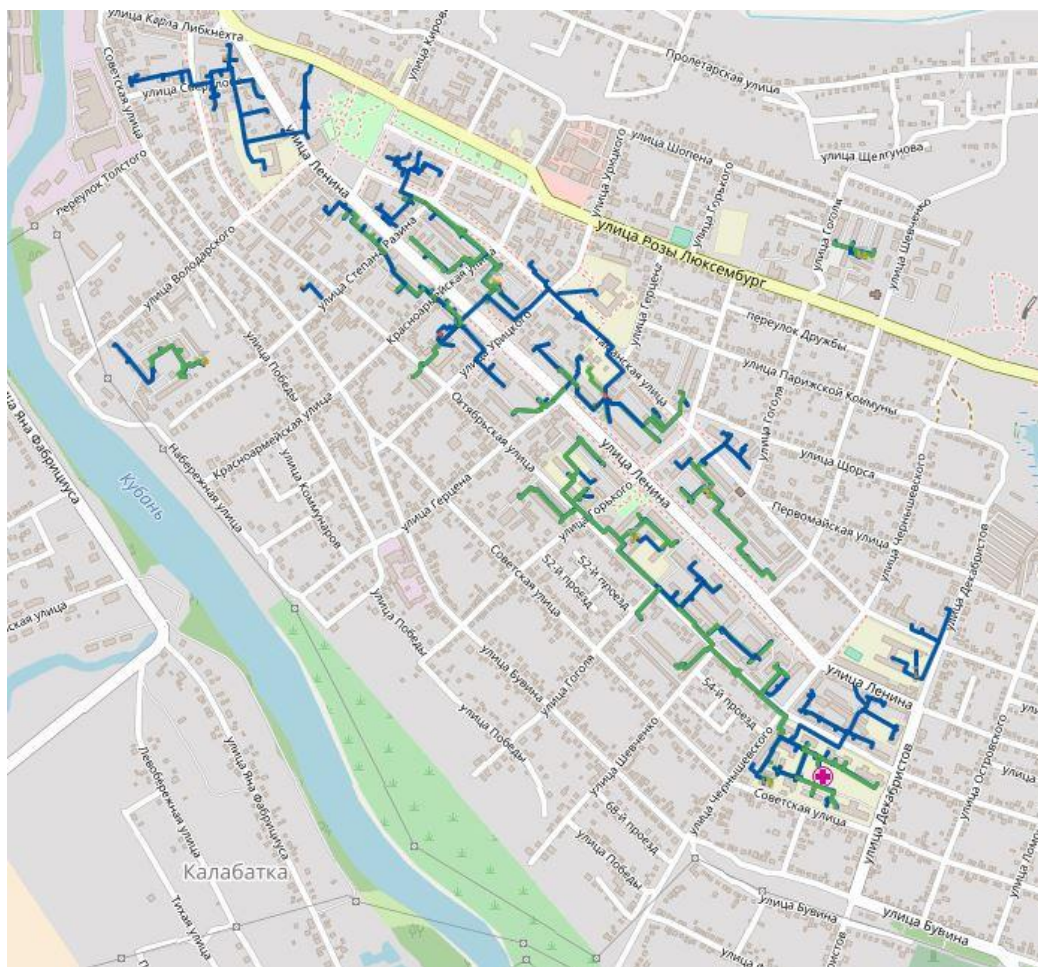 улица Карла Либкнехта
улица Киров
Советская улица
Пролетарская улица
улица Свердлов
улица Шопена
улица Щелгунова
переулок Толстого
улица Ленина
улица Урицкого
улица Горького
улица Гоголя
улица Шевченко
улица Розы Люксембург
улица Володарского
улица Степана Разина
Красноармейская улица
улица Герцена
переулок Дружбы
улица Урицкого
улица Парижской Коммуны
улица Победы
Октябрьская улица
улица Гоголя
ца Яна Фабрициуса
Кубань
Набережная улица
Красноармейская улица
улица Коммунаров
улица Ленина
улица Щорса
улица Чернышевского
улица Герцена
улица Горького
Первомайская улица
улица Декабристов
Советская улица
52-й проезд
52-й проезд
ская улица
улица Победы
улица Бувина
улица Гоголя
54-й проезд
улица Ленина
улица Победы
улица Шевченко
улица Чернышевского
улица Островского
Левобережная улица
улица Яна Фабрициуса
Советская улица
улица Декабристов
68-й проезд
улица Победы
Калабатка
Тихая улица
улица Бувина
улица Бувина